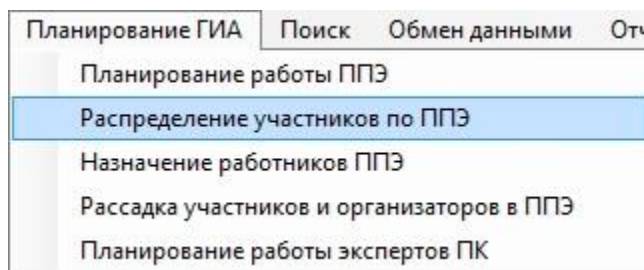 Планирование ГИА Поиск Обмен данными
Планирование работы ППЭ
Распределение участников по ППЭ
Назначение работников ППЭ
Рассадка участников и организаторов в ППЭ
Планирование работы экспертов ПК